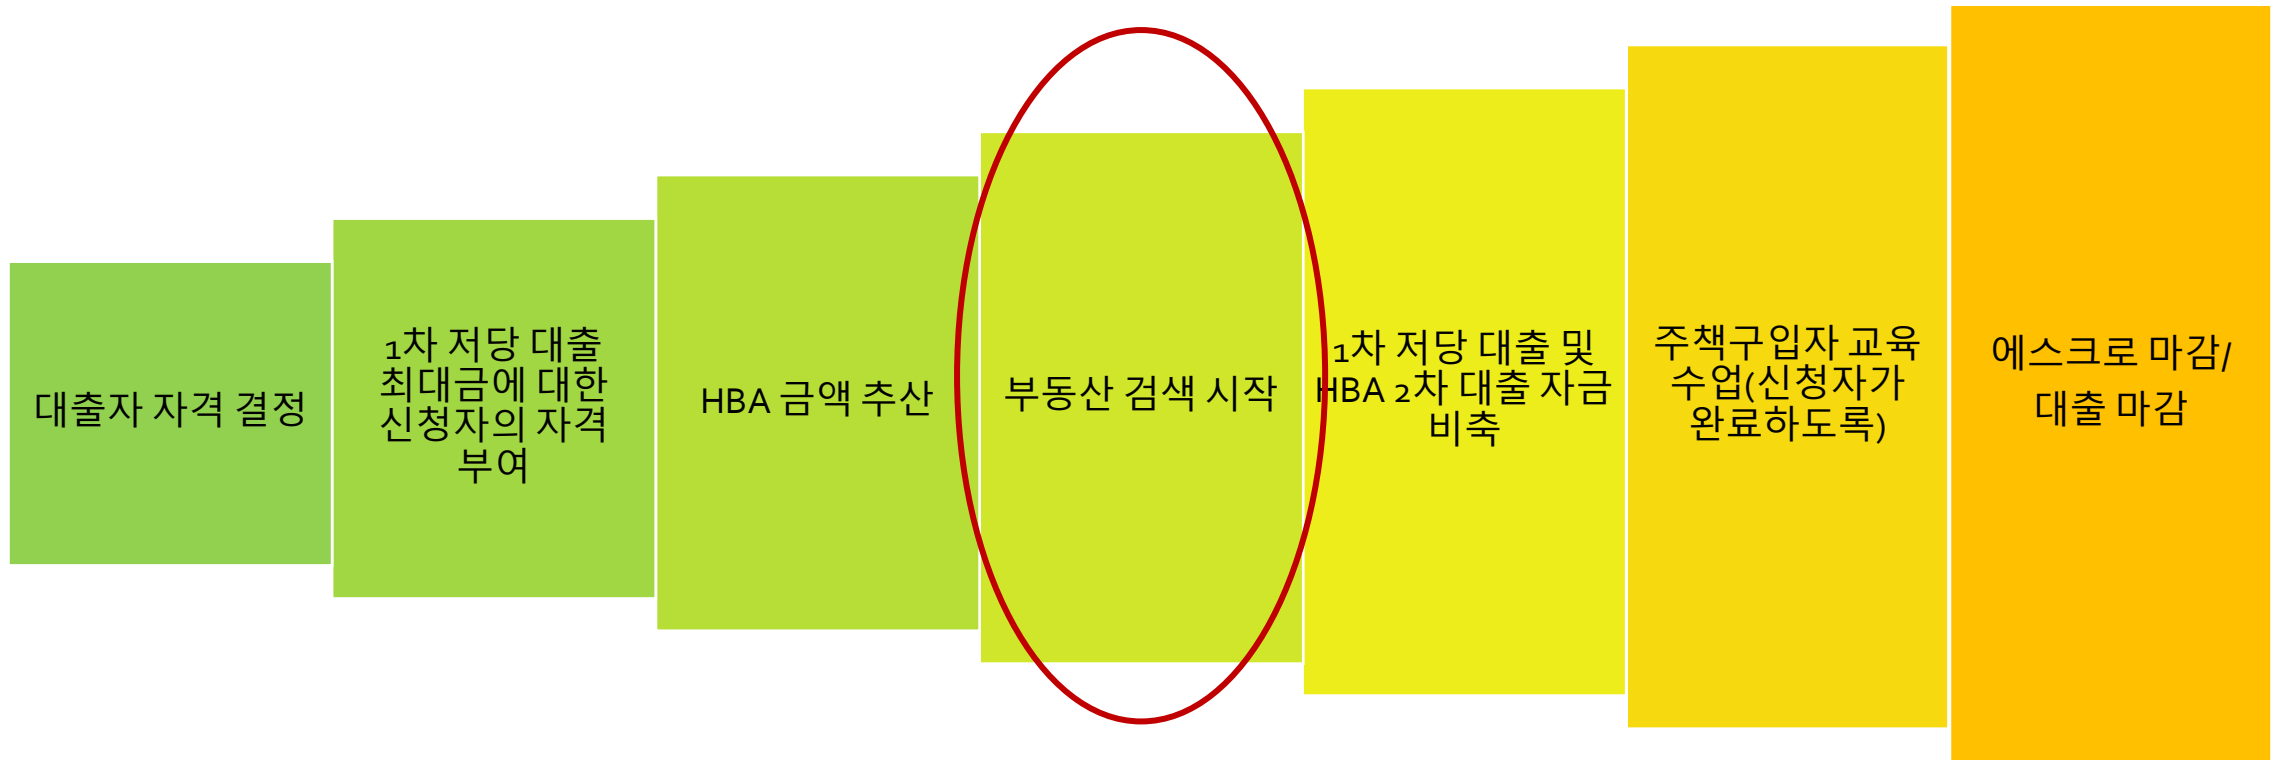 대출자 자격 결정
1차 저당 대출
최대금에 대한
신청자의 자격
부여
HBA 금액 추산
부동산 검색 시작
1차 저당 대출 및
HBA 2차 대출 자금
비축
주책구입자 교육
수업(신청자가
완료하도록)
에스크로 마감/
대출 마감